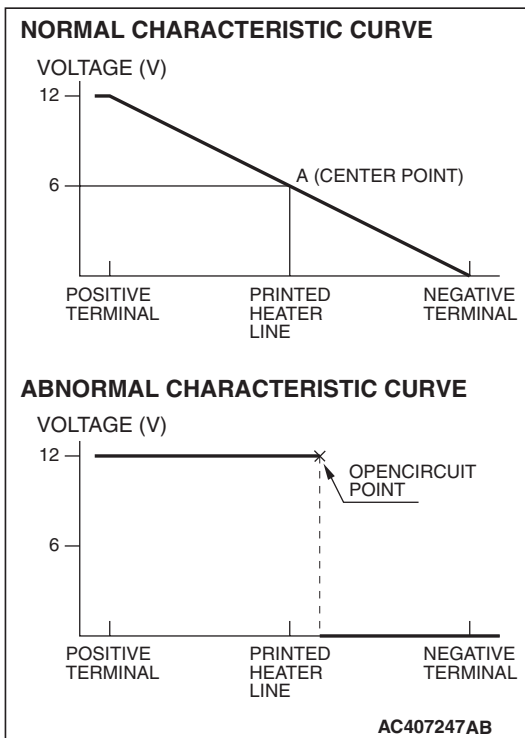 NORMAL CHARACTERISTIC CURVE
VOLTAGE (V)
12
6
A (CENTER POINT)
POSITIVE
TERMINAL
PRINTED
HEATER
LINE
NEGATIVE
TERMINAL
ABNORMAL CHARACTERISTIC CURVE
VOLTAGE (V)
12
OPENCIRCUIT
POINT
6
POSITIVE
TERMINAL
PRINTED
HEATER
LINE
NEGATIVE
TERMINAL
AC407247AB